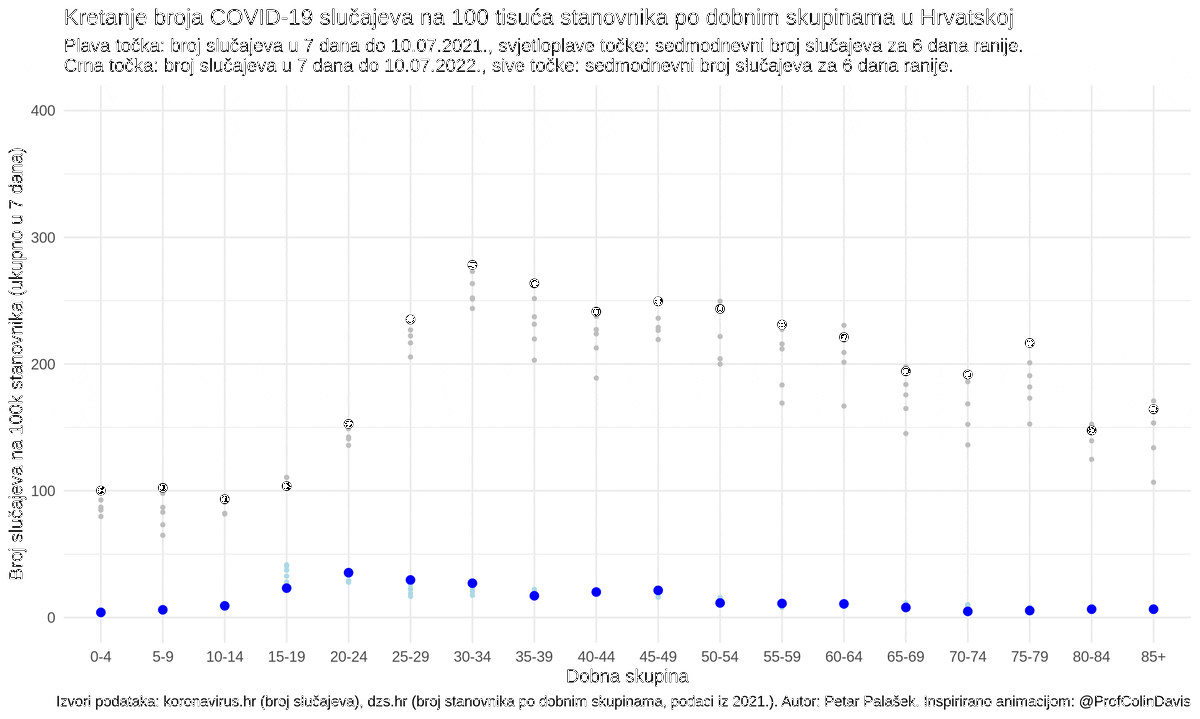 Kretanje broja COVID-19 slučajeva na 100 tisuća stanovnika po dobnim skupinama u Hrvatskoj
Plava točka: broj slučajeva u 7 dana do 10.07.2021., svjetloplave točke: sedmodnevni broj slučajeva za 6 dana ranije.
Crna točka: broj slučajeva u 7 dana do 10.07.2022., sive točke: sedmodnevni broj slučajeva za 6 dana ranije.
Broj slučajeva na 100k stanovnika (ukupno u 7 dana)
400
300
200
100
0
0-4 5-9 10-14 15-19 20-24 25-29 30-34 35-39 40-44 45-49 50-54 55-59 60-64 65-69 70-74 75-79 80-84 85+
Dobna skupina
Izvori podataka: koronavirus.hr (broj slučajeva), dzs.hr (broj stanovnika po dobnim skupinama, podaci iz 2021.). Autor: Petar Palašek. Inspirirano animacijom: @ProfColinDavis